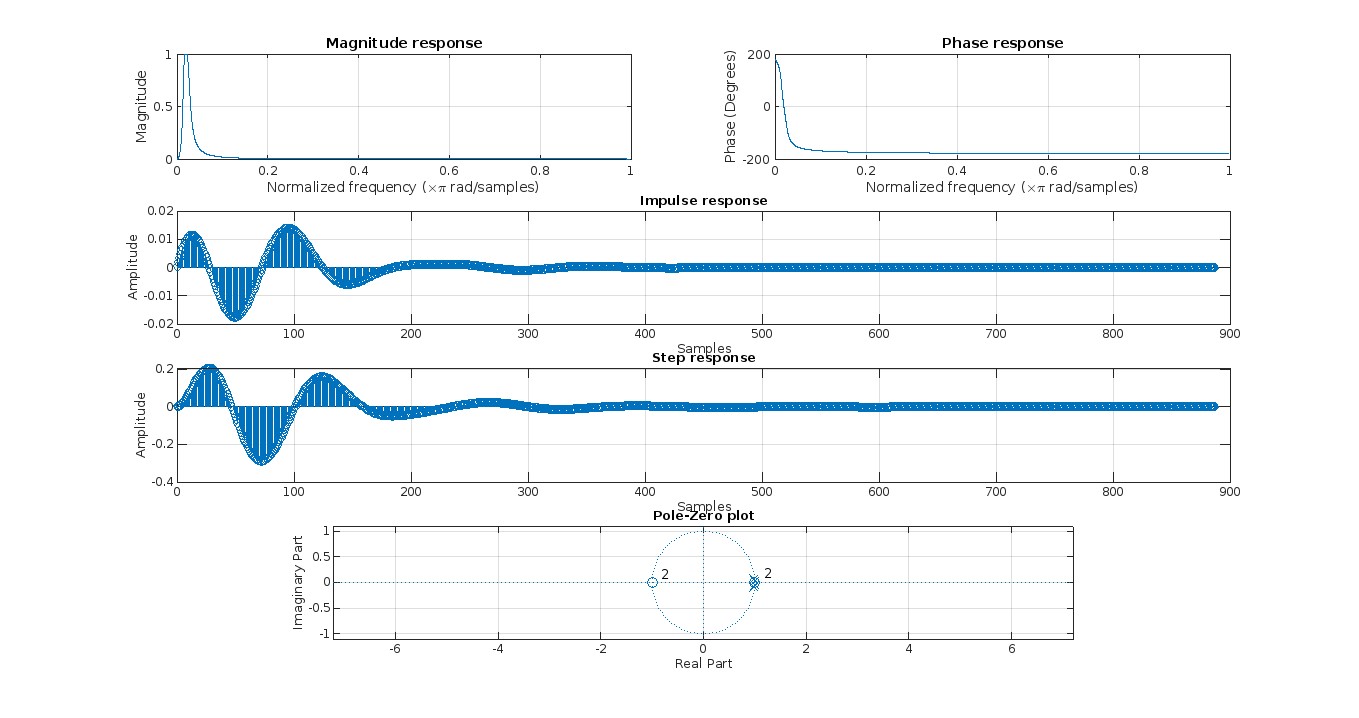 Magnitude response
Phase response
Magnitude
1
0.5
0
0 0.2 0.4 0.6 0.8 1
Normalized frequency (×π rad/samples)
Phase (Degrees)
200
0
-200
0 0.2 0.4 0.6 0.8 1
Normalized frequency (×π rad/samples)
Impulse response
Amplitude
0.02
0.01
0
-0.01
-0.02
0 100 200 300 400 500 600 700 800 900
Samples
Step response
Amplitude
0.2
0
-0.2
-0.4
0 100 200 300 400 500 600 700 800 900
Samples
Pole-Zero plot
Imaginary Part
1
0.5
0
-0.5
-1
2 2
-6 -4 -2 0 2 4 6
Real Part